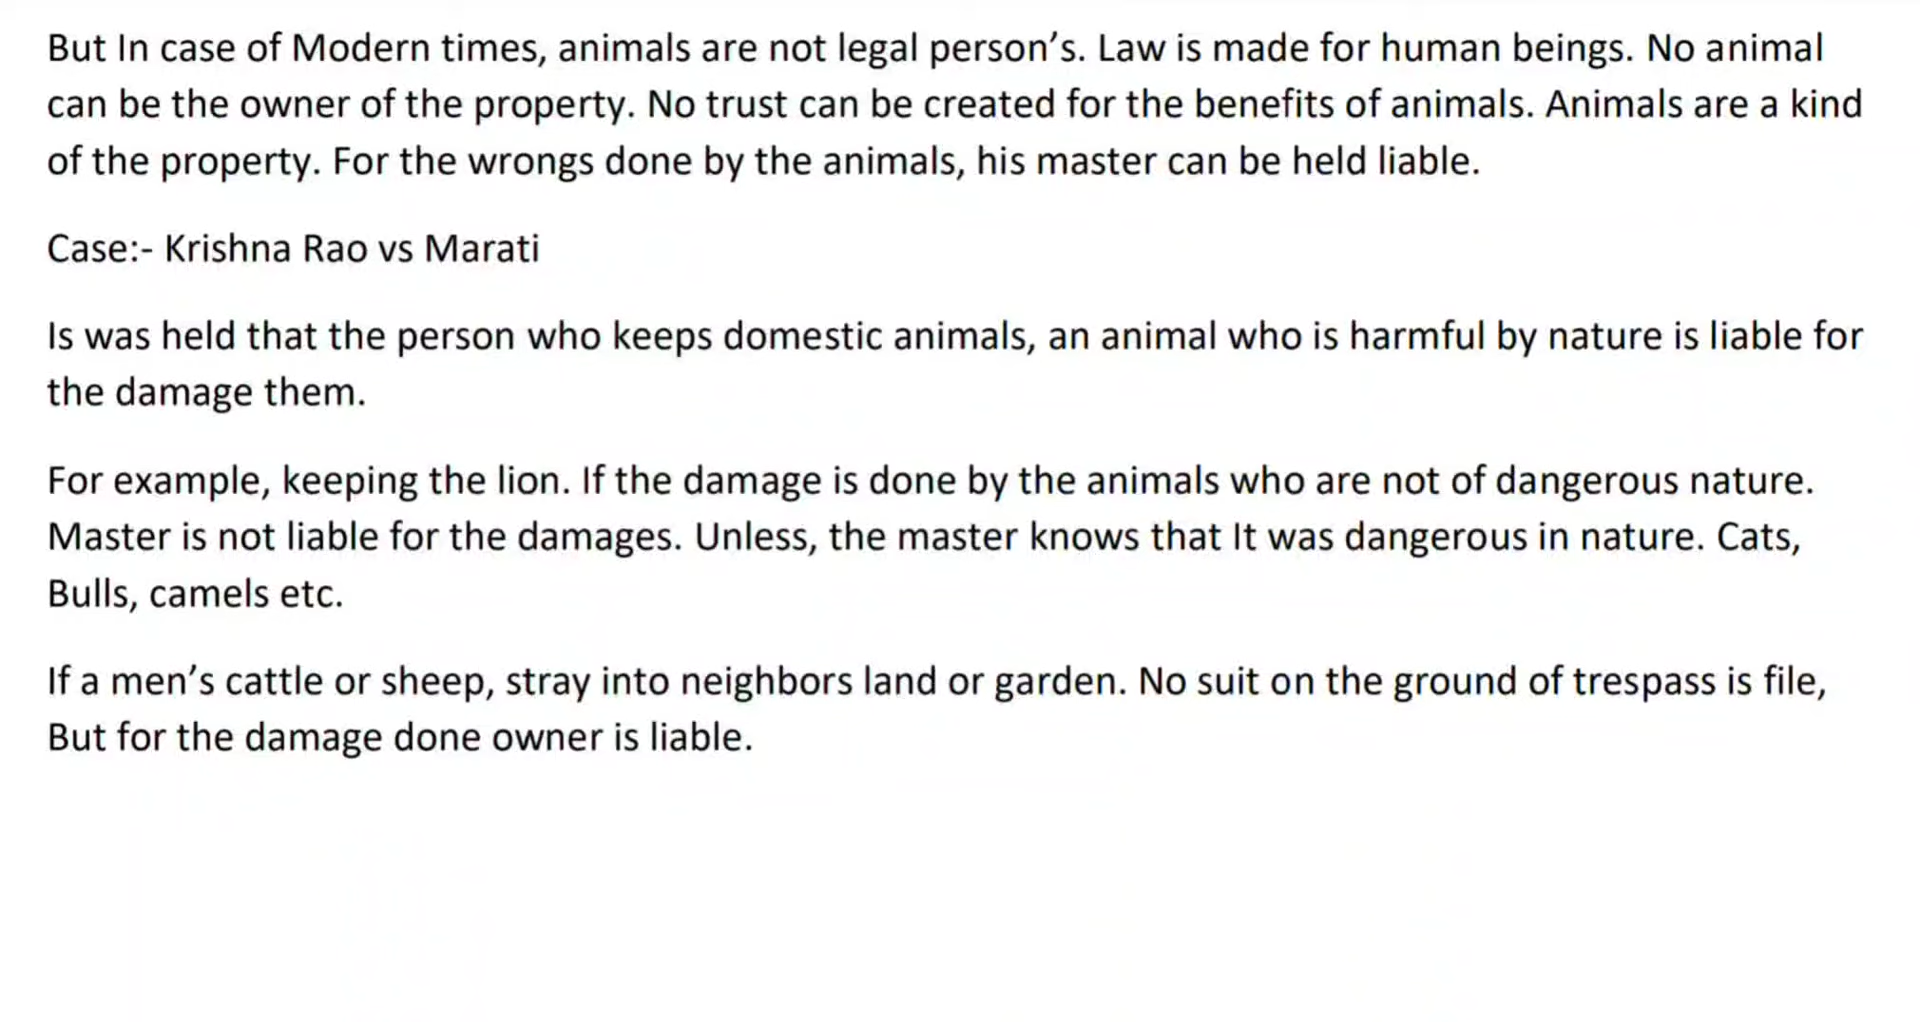 But In case of Modern times, animals are not legal person’s. Law is made for human beings. No animal
can be the owner of the property. No trust can be created for the benefits of animals. Animals are a kind
of the property. For the wrongs done by the animals, his master can be held liable.
Case:- Krishna Rao vs Marati
Is was held that the person who keeps domestic animals, an animal who is harmful by nature is liable for
the damage them.
For example, keeping the lion. If the damage is done by the animals who are not of dangerous nature.
Master is not liable for the damages. Unless, the master knows that It was dangerous in nature. Cats,
Bulls, camels etc.
If a men’s cattle or sheep, stray into neighbors land or garden. No suit on the ground of trespass is file,
But for the damage done owner is liable.